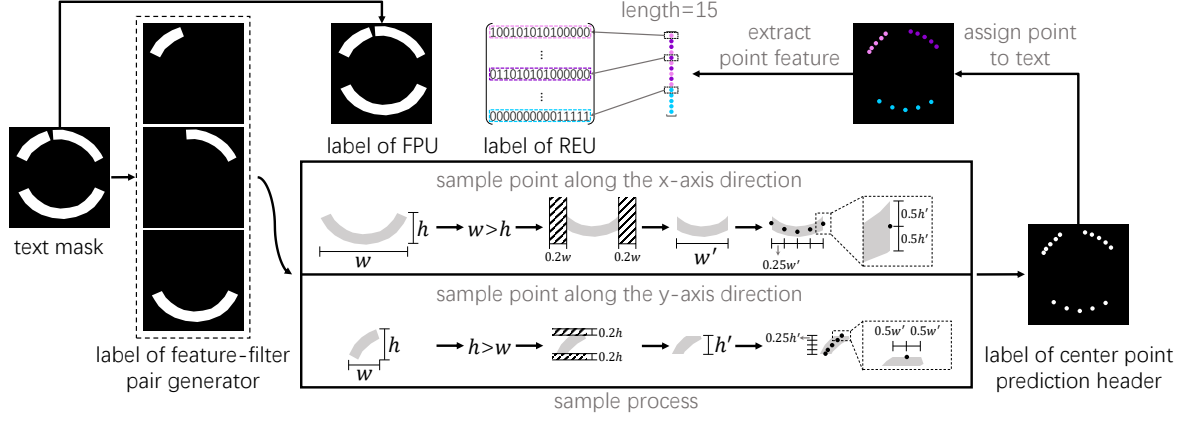 length=15
100101010100000
⋮
011010101000000
⋮
000000000011111
extract
point feature
assign point
to text
label of FPU
label of REU
text mask
sample point along the x-axis direction
h
w
w>h
0.2w
0.2w
w′
0.25w′
0.5h′
0.5h′
sample point along the y-axis direction
h
w
h>w
0.2h
0.2h
h′
0.25h′
0.5w′ 0.5w′
label of feature-filter
pair generator
label of center point
prediction header
sample process